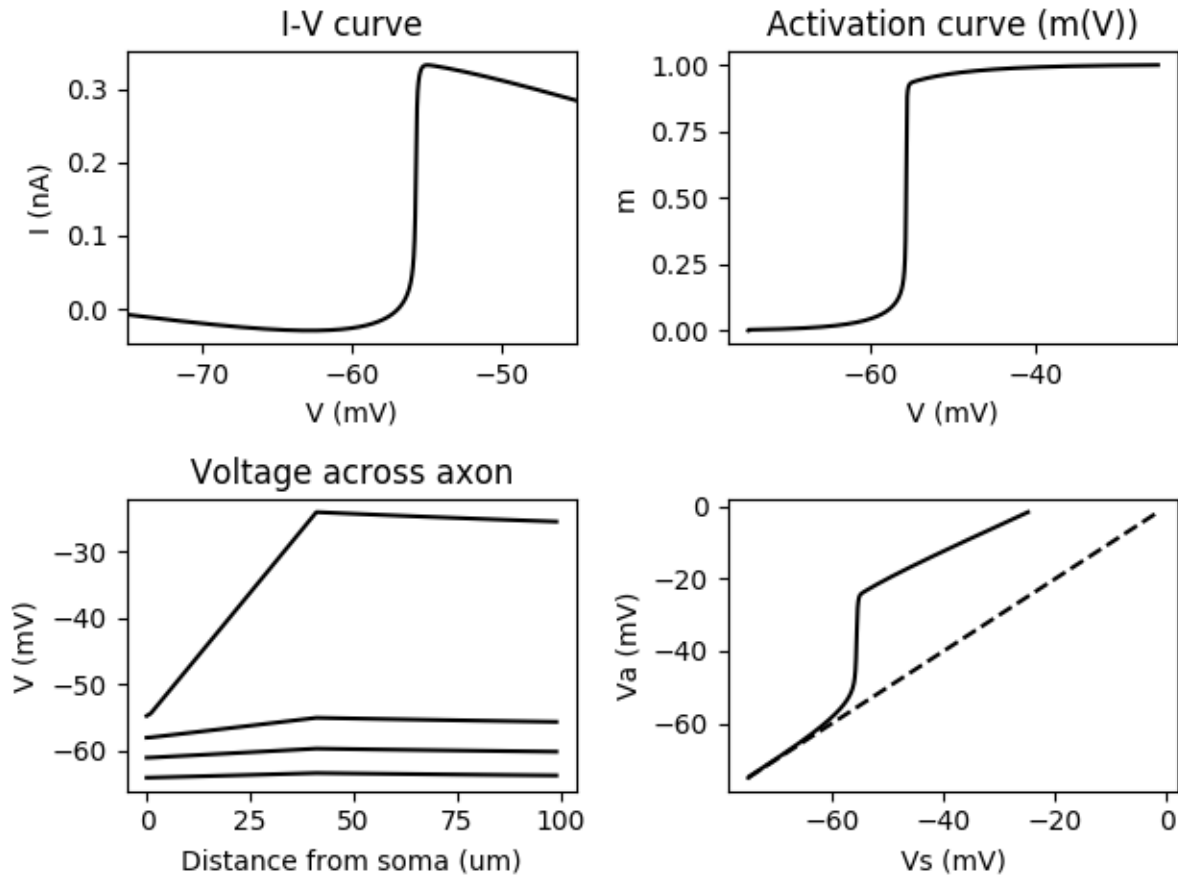 I-V curve
Activation curve (m(V))
0.3
0.2
0.1
0.0
I (nA)
−70
−60
−50
V (mV)
1.00
0.75
0.50
0.25
0.00
m
−60
−40
V (mV)
Voltage across axon
−30
−40
−50
−60
V (mV)
0
25
50
75
100
Distance from soma (um)
0
−20
−40
−60
Va (mV)
−60
−40
−20
0
Vs (mV)